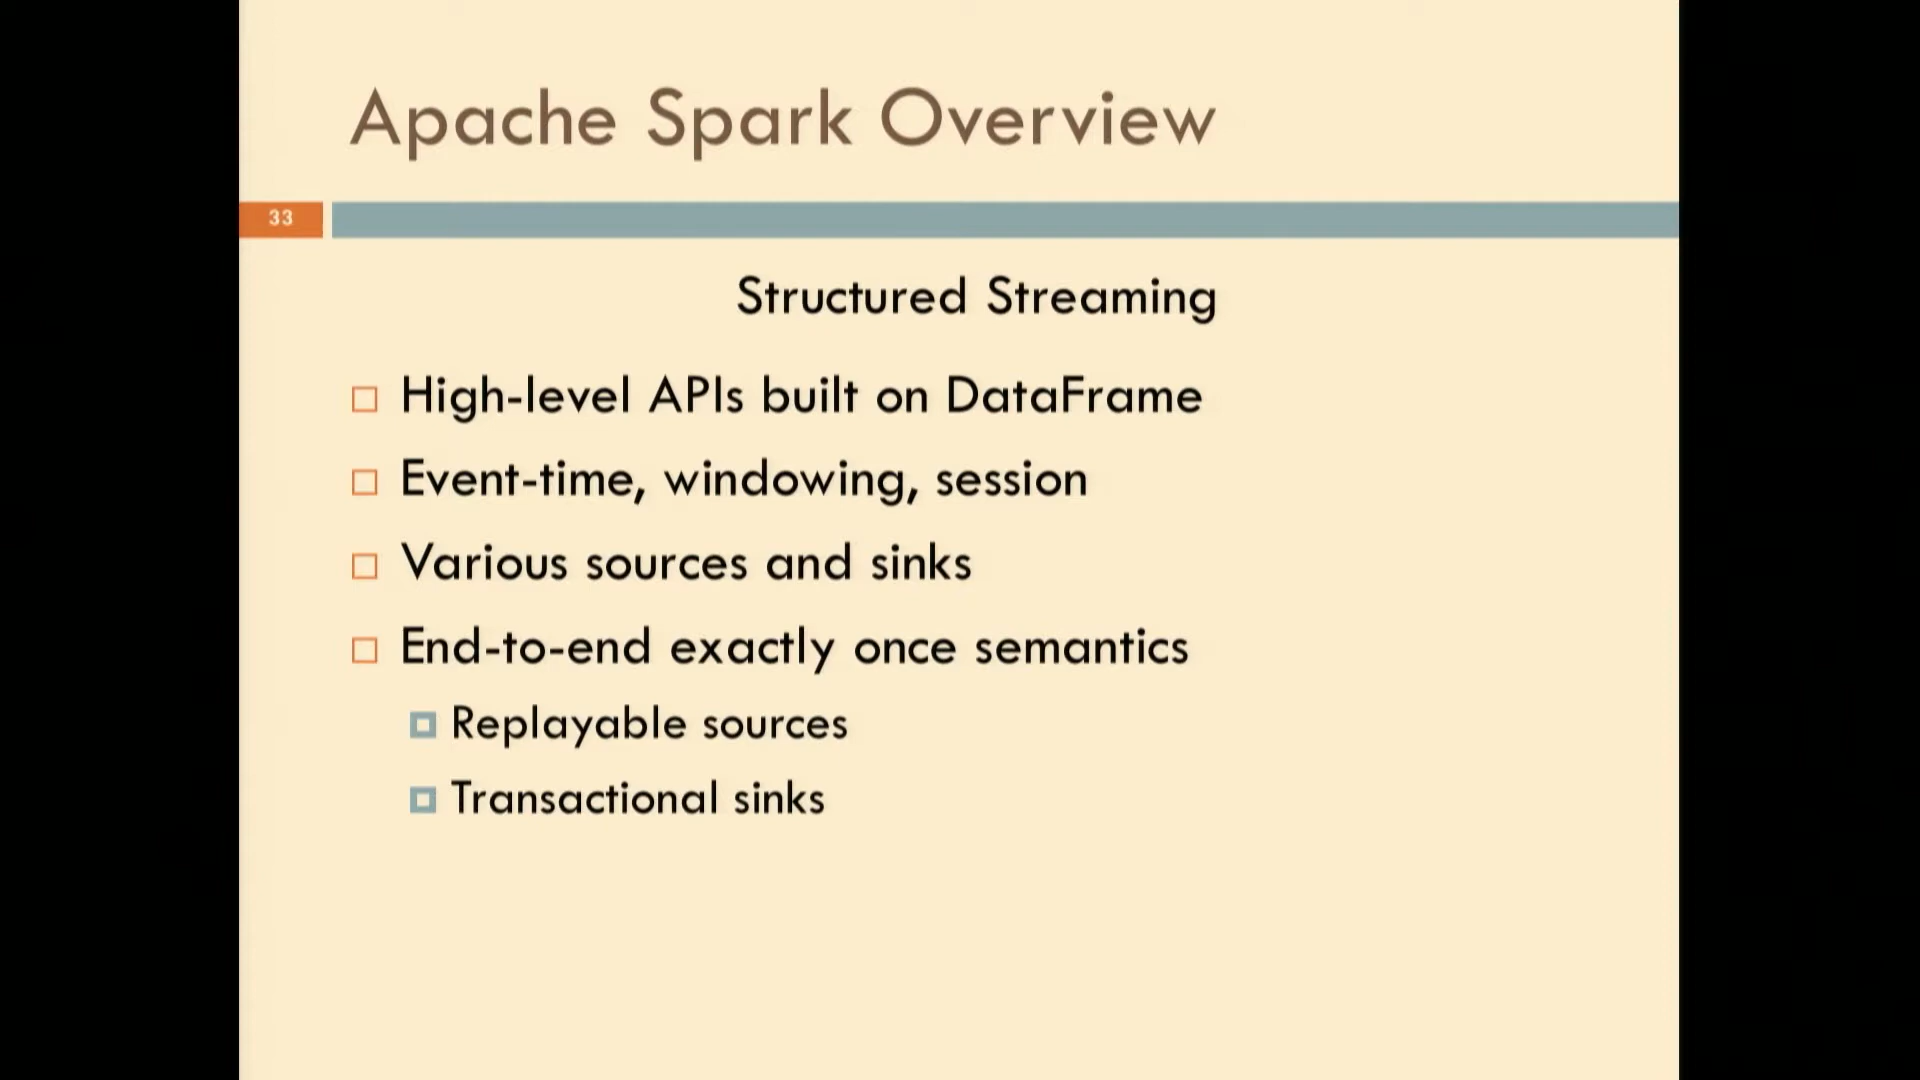 Apache Spark Overview
33
Structured Streaming
High-level APIs built on DataFrame
Event-time, windowing, session
Various sources and sinks
End-to-end exactly once semantics
Replayable sources
Transactional sinks